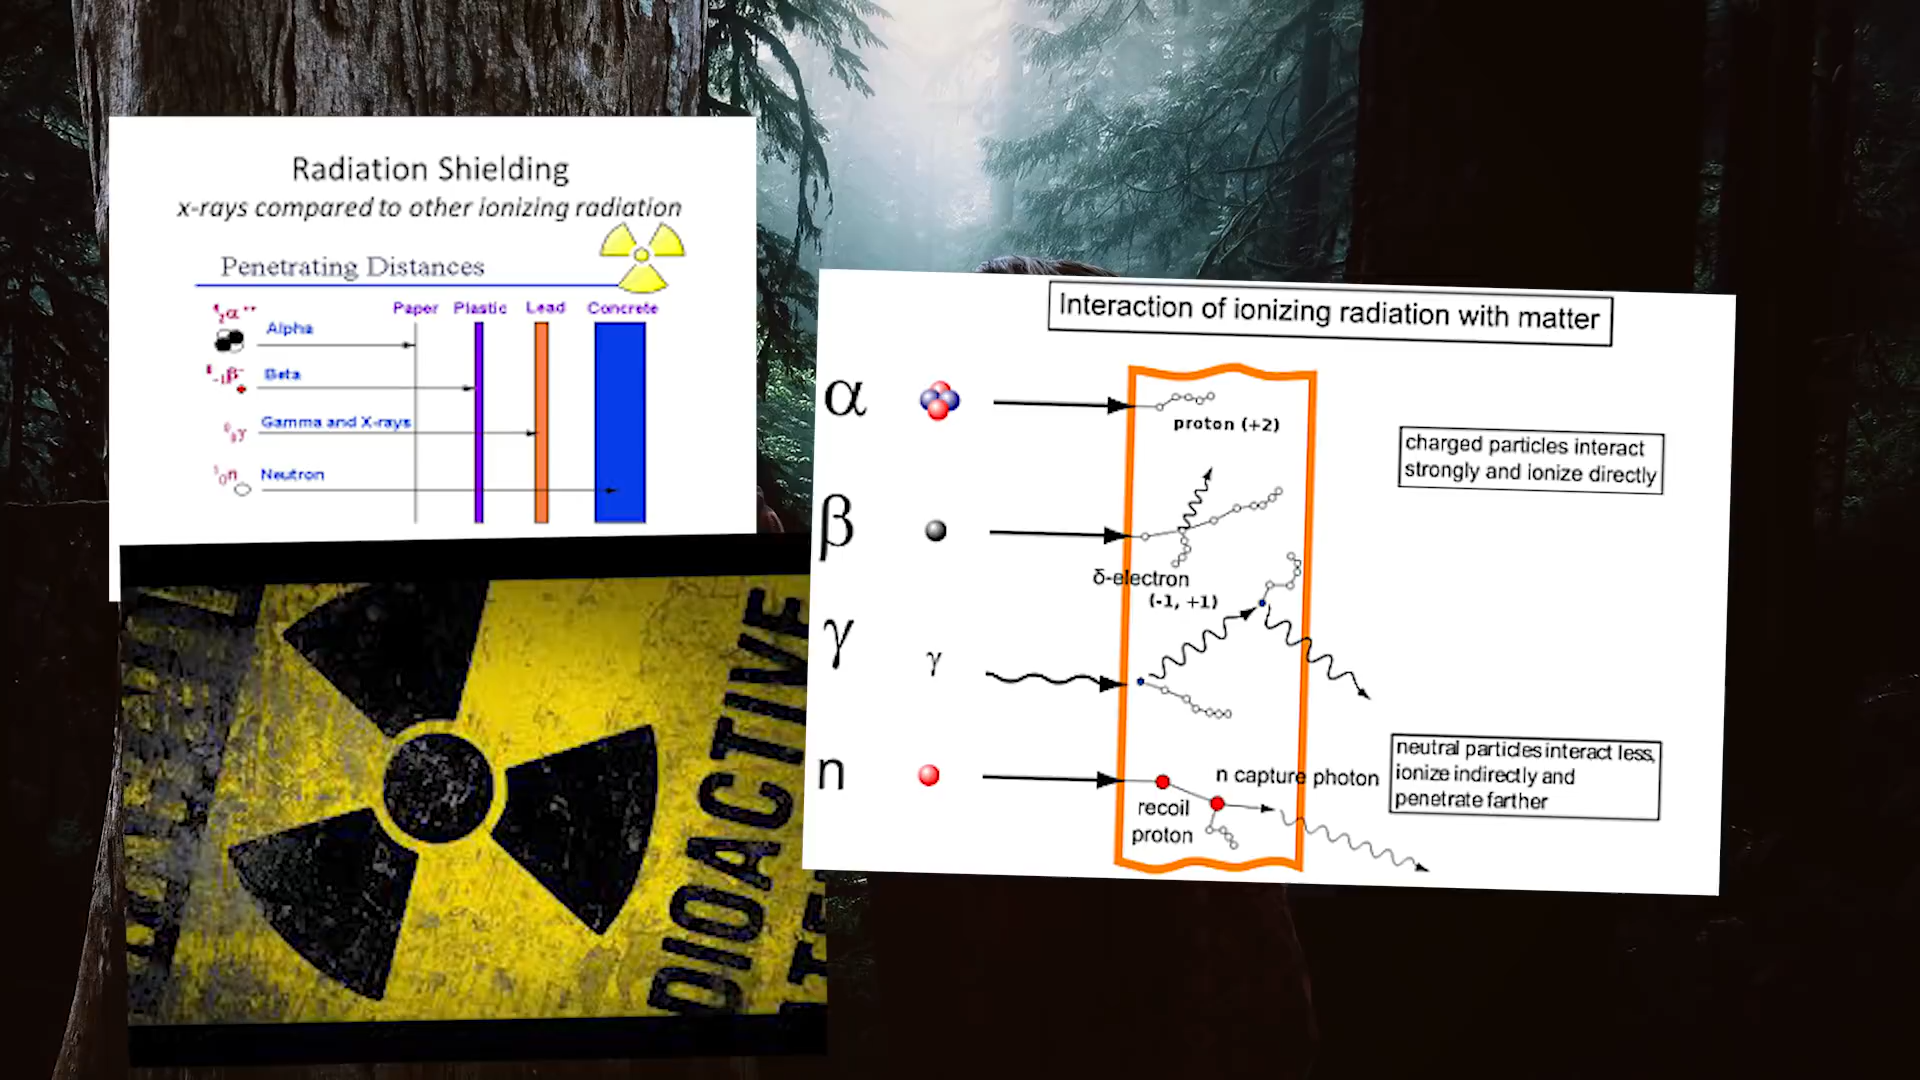 Radiation Shielding
x-rays compared to other ionizing radiation
Penetrating Distances
Paper Plastic Lead Concrete
Alpha
Beta
Gamma and X-rays
Neutron
RADIOACTIVE
Interaction of ionizing radiation with matter
α
proton (+2)
charged particles interact
strongly and ionize directly
β
δ-electron
(-1, +1)
γ
γ
n
n capture photon
recoil
proton
neutral particles interact less,
ionize indirectly and
penetrate farther